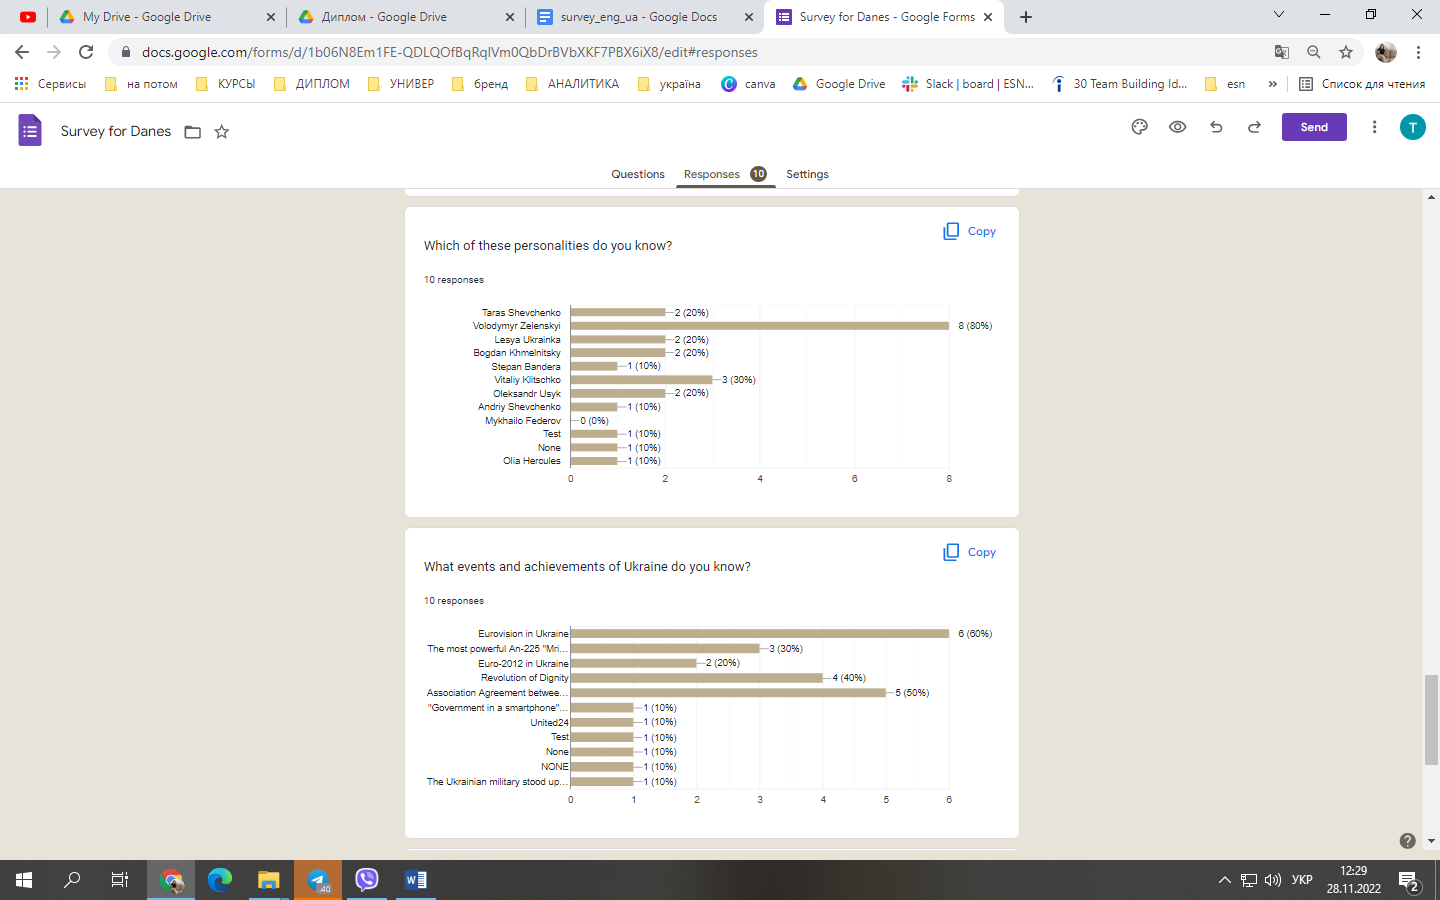 My Drive - Google Drive
Диплом - Google Drive
survey_eng_ua - Google Docs
Survey for Danes - Google Forms
docs.google.com/forms/d/1b06N8Em1FE-QDLQOfBqRqlVm0QbDrBVbXKF7PBX6iX8/edit#responses
Сервисы
на потом
КУРСЫ
ДИПЛОМ
УНИВЕР
бренд
АНАЛИТИКА
україна
canva
Google Drive
Slack | board | ESN...
30 Team Building Id...
esn
»
Список для чтения
Survey for Danes
Send
T
Questions
Responses 10
Settings
Copy
Which of these personalities do you know?
10 responses
Taras Shevchenko 2 (20%)
Volodymyr Zelenskyi 8 (80%)
Lesya Ukrainka 2 (20%)
Bogdan Khmelnitsky 2 (20%)
Stepan Bandera 1 (10%)
Vitaliy Klitschko 3 (30%)
Oleksandr Usyk 2 (20%)
Andriy Shevchenko 1 (10%)
Mykhailo Federov 0 (0%)
Test 1 (10%)
None 1 (10%)
Olia Hercules 1 (10%)
0 2 4 6 8
Copy
What events and achievements of Ukraine do you know?
10 responses
Eurovision in Ukraine 6 (60%)
The most powerful An-225 "Mri... 3 (30%)
Euro-2012 in Ukraine 2 (20%)
Revolution of Dignity 4 (40%)
Association Agreement betwee... 5 (50%)
"Government in a smartphone"... 1 (10%)
United24 1 (10%)
Test 1 (10%)
None 1 (10%)
NONE 1 (10%)
The Ukrainian military stood up... 1 (10%)
0 1 2 3 4 5 6
?
40
УКР
12:29
28.11.2022
2